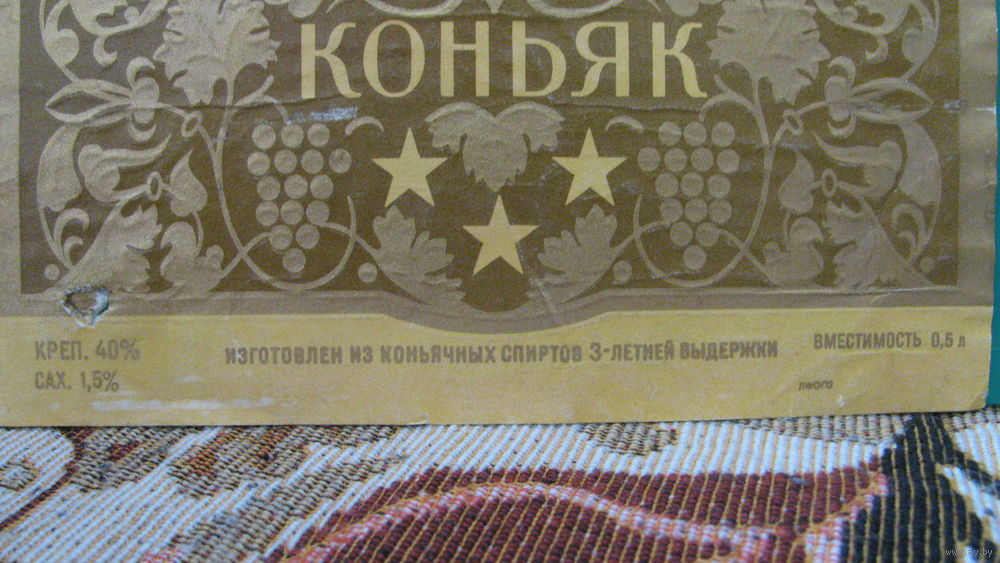 КОНЬЯК
КРЕП. 40%
САХ. 1,5%
ИЗГОТОВЛЕН ИЗ КОНЬЯЧНЫХ СПИРТОВ 3-ЛЕТНЕЙ ВЫДЕРЖКИ
ВМЕСТИМОСТЬ 0,5 л